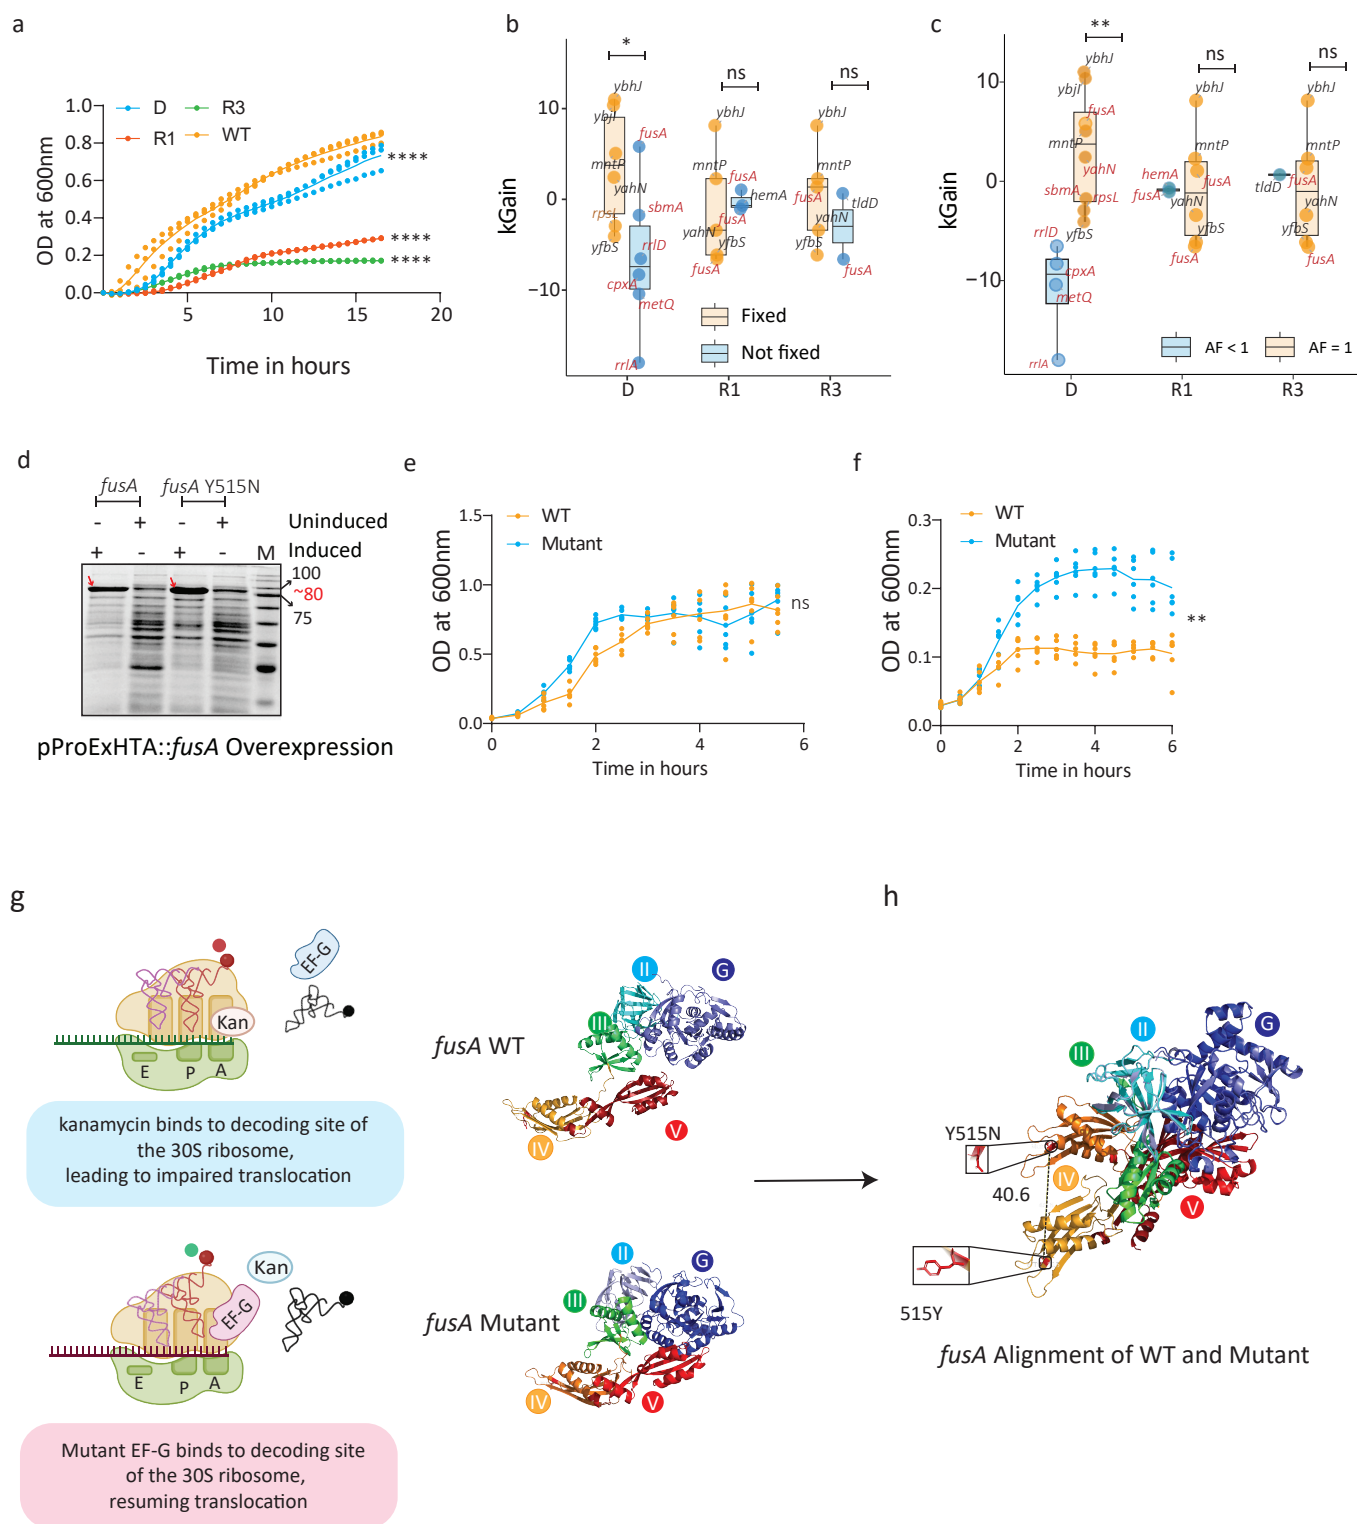 a
D
R3
R1
WT
1.0
0.8
0.6
0.4
0.2
0.0
5
10
15
20
****
****
****
OD at 600nm
Time in hours
b
*
ns
ns
ybhJ
ybjI
fusA
mntP
yahN
rpsL
sbmA
yfbS
rrlD
cpxA
metQ
rrlA
ybhJ
mntP
fusA
hemA
fusA
yahN
yfbS
fusA
ybhJ
mntP
fusA
tldD
yahN
yfbS
fusA
10
0
−10
kGain
Fixed
Not fixed
D
R1
R3
c
**
ns
ns
ybhJ
ybjI
fusA
mntP
yahN
sbmA
rpsL
rrlD
yfbS
cpxA
metQ
rrlA
ybhJ
mntP
hemA
fusA
fusA
yahN
yfbS
fusA
ybhJ
mntP
tldD
fusA
yahN
yfbS
fusA
10
0
−10
kGain
AF < 1
AF = 1
D
R1
R3
d
fusA
fusA Y515N
- + - + Uninduced
+ - + - M Induced
100
~80
75
pProExHTA::fusA Overexpression
e
WT
Mutant
1.5
1.0
0.5
0.0
0
2
4
6
ns
OD at 600nm
Time in hours
f
WT
Mutant
0.3
0.2
0.1
0.0
0
2
4
6
**
OD at 600nm
Time in hours
g
EF-G
Kan
E
P
A
kanamycin binds to decoding site of
the 30S ribosome,
leading to impaired translocation
Kan
EF-G
E
P
A
Mutant EF-G binds to decoding site
of the 30S ribosome,
resuming translocation
fusA WT
II
G
III
IV
V
fusA Mutant
II
G
III
IV
V
h
II
G
III
Y515N
IV
40.6
V
515Y
fusA Alignment of WT and Mutant